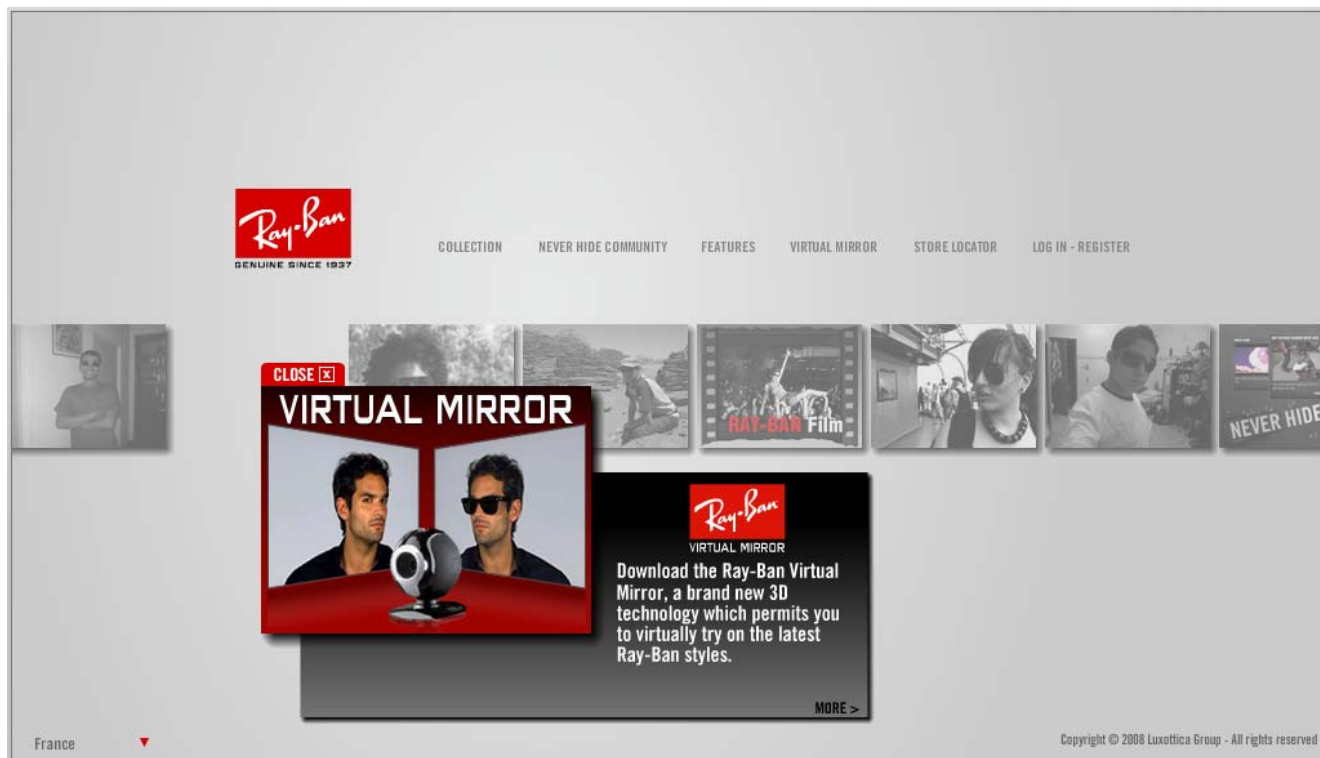 Ray-Ban
GENUINE SINCE 1937
COLLECTION
NEVER HIDE COMMUNITY
FEATURES
VIRTUAL MIRROR
STORE LOCATOR
LOG IN - REGISTER
CLOSE X
VIRTUAL MIRROR
RAY-BAN Film
NEVER HIDE
Ray-Ban
VIRTUAL MIRROR
Download the Ray-Ban Virtual
Mirror, a brand new 3D
technology which permits you
to virtually try on the latest
Ray-Ban styles.
MORE >
France
Copyright © 2008 Luxottica Group - All rights reserved